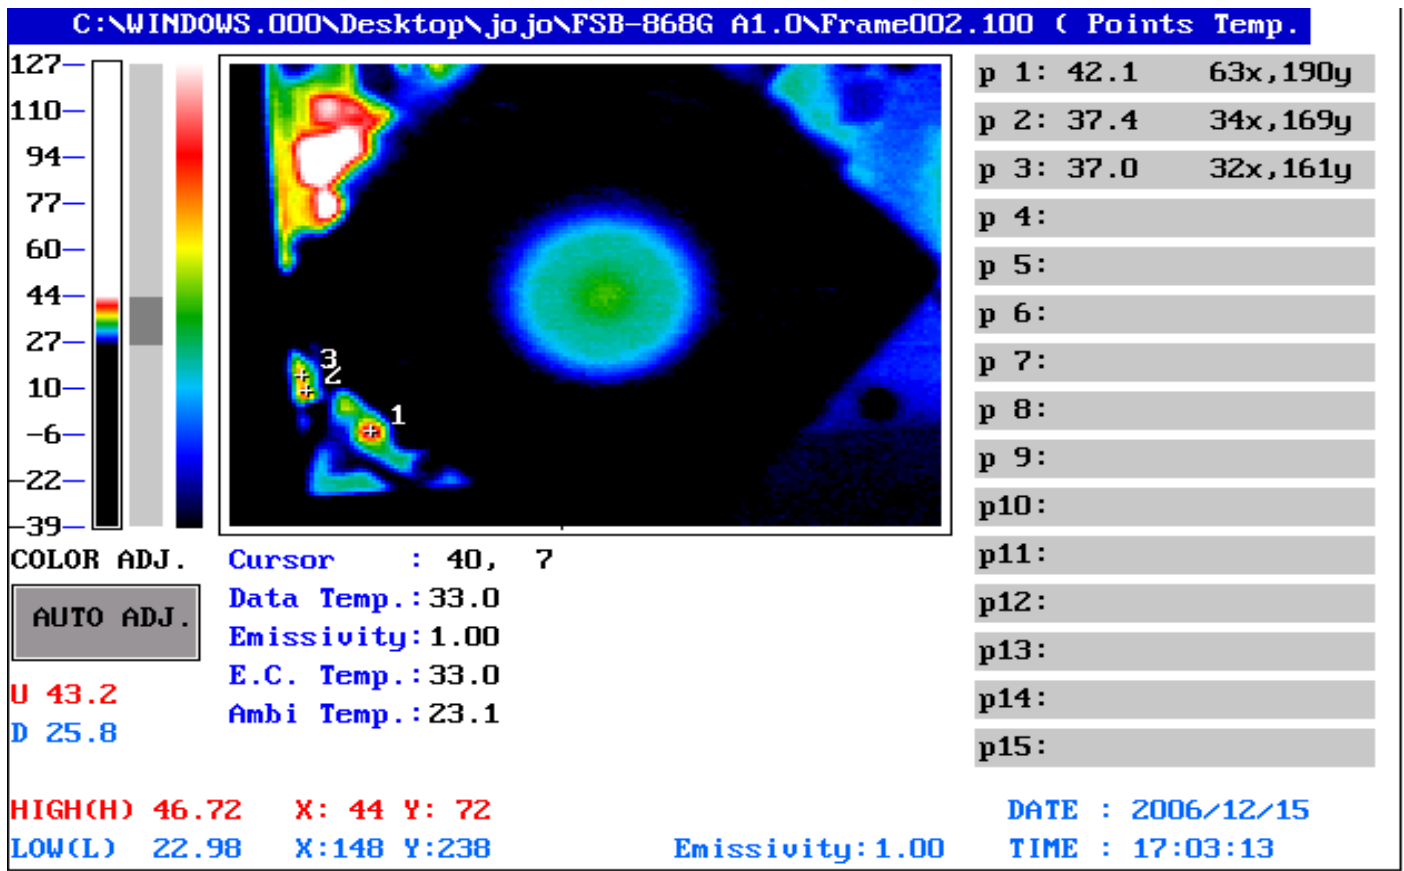 C:\WINDOWS.000\Desktop\jojo\FSB-868G A1.0\Frame002.100 ( Points Temp.
127
110
94
77
60
44
27
10
-6
-22
-39
3
2
1
p 1: 42.1 63x,190y
p 2: 37.4 34x,169y
p 3: 37.0 32x,161y
p 4:
p 5:
p 6:
p 7:
p 8:
p 9:
p10:
p11:
p12:
p13:
p14:
p15:
COLOR ADJ.
AUTO ADJ.
U 43.2
D 25.8
Cursor : 40, 7
Data Temp.:33.0
Emissivity:1.00
E.C. Temp.:33.0
Ambi Temp.:23.1
HIGH(H) 46.72 X: 44 Y: 72
LOW(L) 22.98 X:148 Y:238
Emissivity:1.00
DATE : 2006/12/15
TIME : 17:03:13